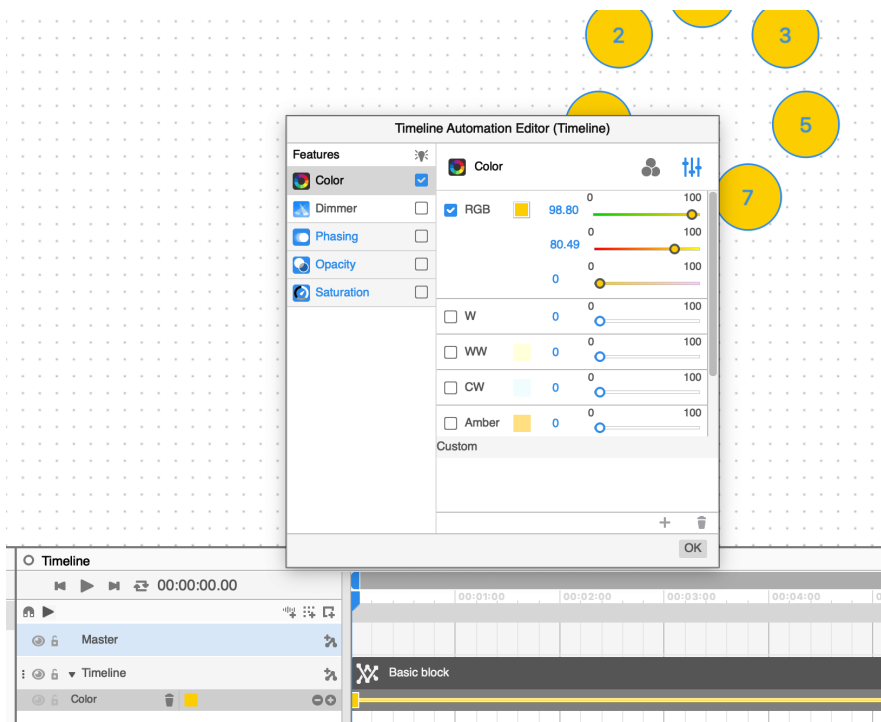 2
3
5
7
Timeline Automation Editor (Timeline)
Features
Color
Dimmer
Phasing
Opacity
Saturation
Color
RGB
98.80
0
100
80.49
0
100
0
0
100
W
0
0
100
WW
0
0
100
CW
0
0
100
Amber
0
0
100
Custom
OK
Timeline
00:00:00.00
00:01:00
00:02:00
00:03:00
00:04:00
Master
Timeline
Basic block
Color